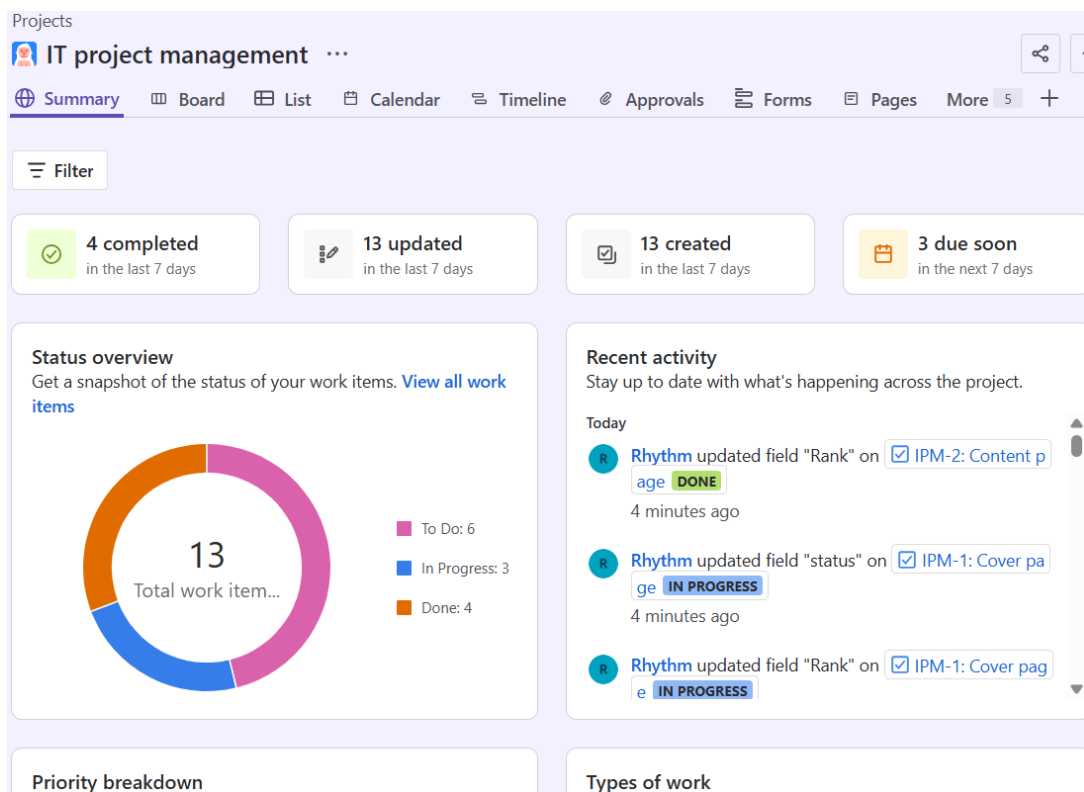 Projects
IT project management
Summary
Board
List
Calendar
Timeline
Approvals
Forms
Pages
More 5
Filter
4 completed
in the last 7 days
13 updated
in the last 7 days
13 created
in the last 7 days
3 due soon
in the next 7 days
Status overview
Get a snapshot of the status of your work items. View all work
items
13
Total work item...
To Do: 6
In Progress: 3
Done: 4
Recent activity
Stay up to date with what's happening across the project.
Today
R
Rhythm updated field "Rank" on IPM-2: Content p
age DONE
4 minutes ago
R
Rhythm updated field "status" on IPM-1: Cover pa
ge IN PROGRESS
4 minutes ago
R
Rhythm updated field "Rank" on IPM-1: Cover pag
e IN PROGRESS
Priority breakdown
Types of work